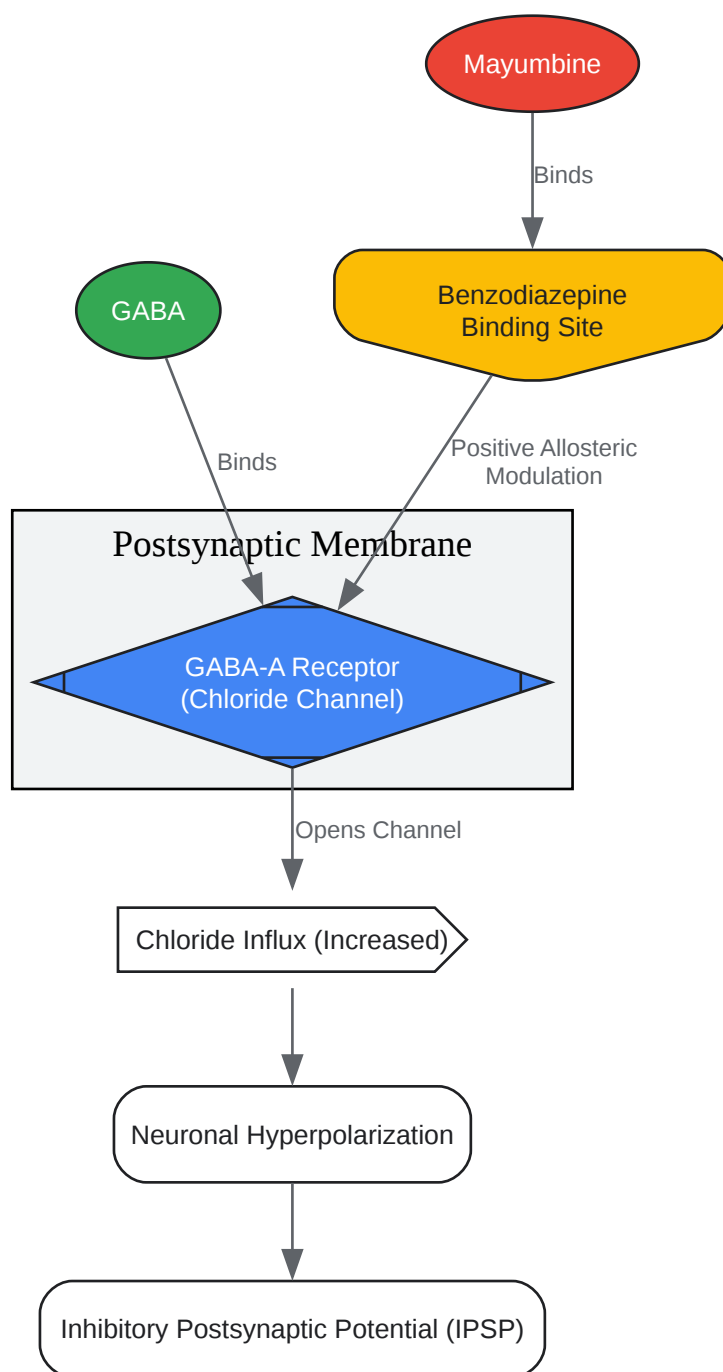 Mayumbine
Binds
GABA
Benzodiazepine
Binding Site
Binds
Positive Allosteric
Modulation
Postsynaptic Membrane
GABA-A Receptor
(Chloride Channel)
Opens Channel
Chloride Influx (Increased)
Neuronal Hyperpolarization
Inhibitory Postsynaptic Potential (IPSP)